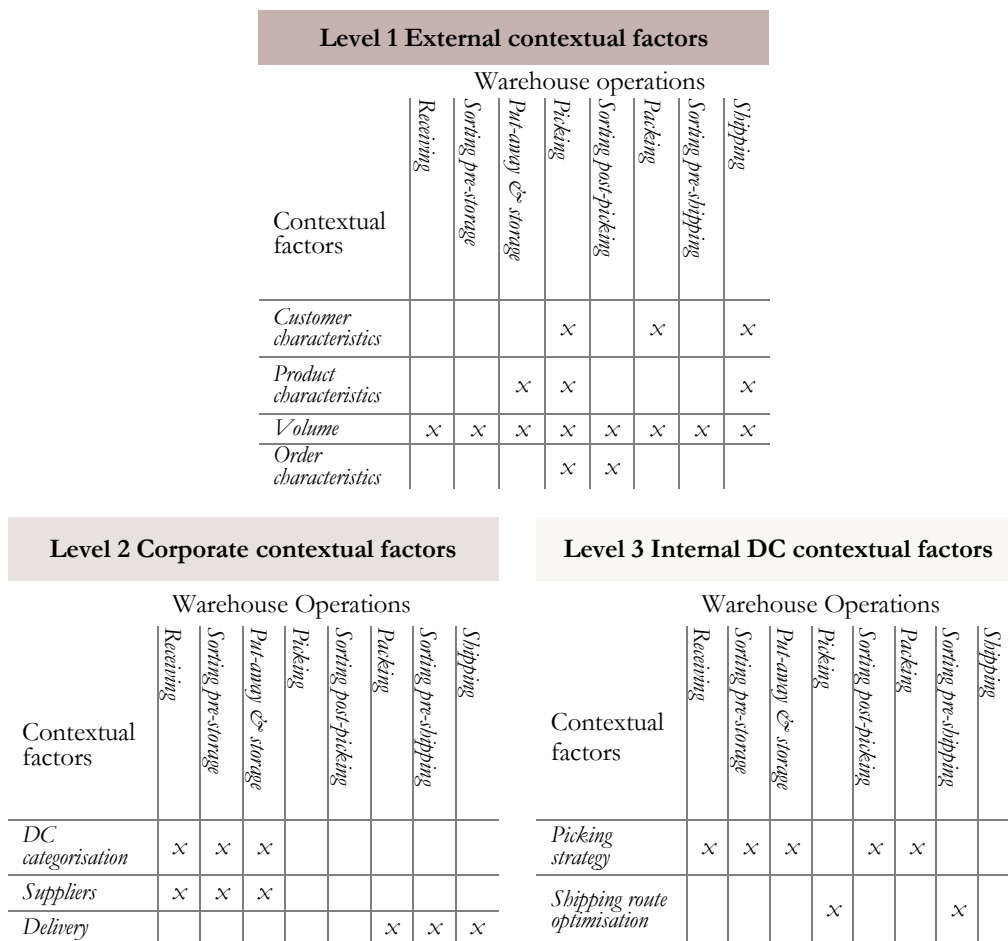 Level 1 External contextual factors
Warehouse operations
Contextual
factors
Receiving
Sorting pre-storage
Put-away & storage
Picking
Sorting post-picking
Packing
Sorting pre-shipping
Shipping
Customer
characteristics
x x x
Product
characteristics
x x x
Volume x x x x x x x x
Order
characteristics
x x
Level 2 Corporate contextual factors
Warehouse Operations
Contextual
factors
Receiving
Sorting pre-storage
Put-away & storage
Picking
Sorting post-picking
Packing
Sorting pre-shipping
Shipping
DC
categorisation
x x x
Suppliers x x x
Delivery x x x
Level 3 Internal DC contextual factors
Warehouse Operations
Contextual
factors
Receiving
Sorting pre-storage
Put-away & storage
Picking
Sorting post-picking
Packing
Sorting pre-shipping
Shipping
Picking
strategy
x x x x x
Shipping route
optimisation
x x